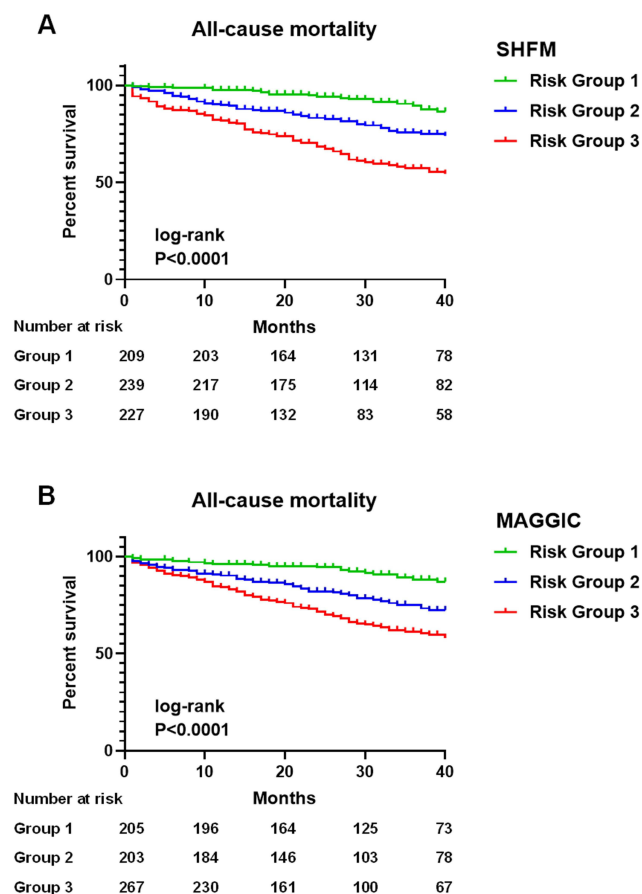 A
All-cause mortality
SHFM
Risk Group 1
Risk Group 2
Risk Group 3
Percent survival
100
50
0
log-rank
P<0.0001
0 10 20 30 40
Number at risk Months
Group 1 209 203 164 131 78
Group 2 239 217 175 114 82
Group 3 227 190 132 83 58
B
All-cause mortality
MAGGIC
Risk Group 1
Risk Group 2
Risk Group 3
Percent survival
100
50
0
log-rank
P<0.0001
0 10 20 30 40
Number at risk Months
Group 1 205 196 164 125 73
Group 2 203 184 146 103 78
Group 3 267 230 161 100 67